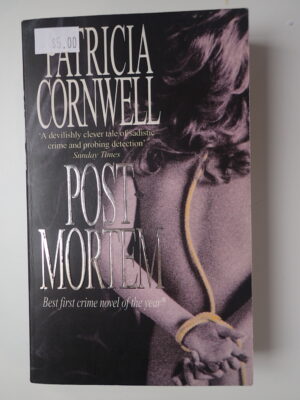 $5.00
PATRICIA
CORNWELL
'A devilishly clever tale of sadistic
crime and probing detection'
Sunday Times
POST
MORTEM
Best first crime novel of the year*